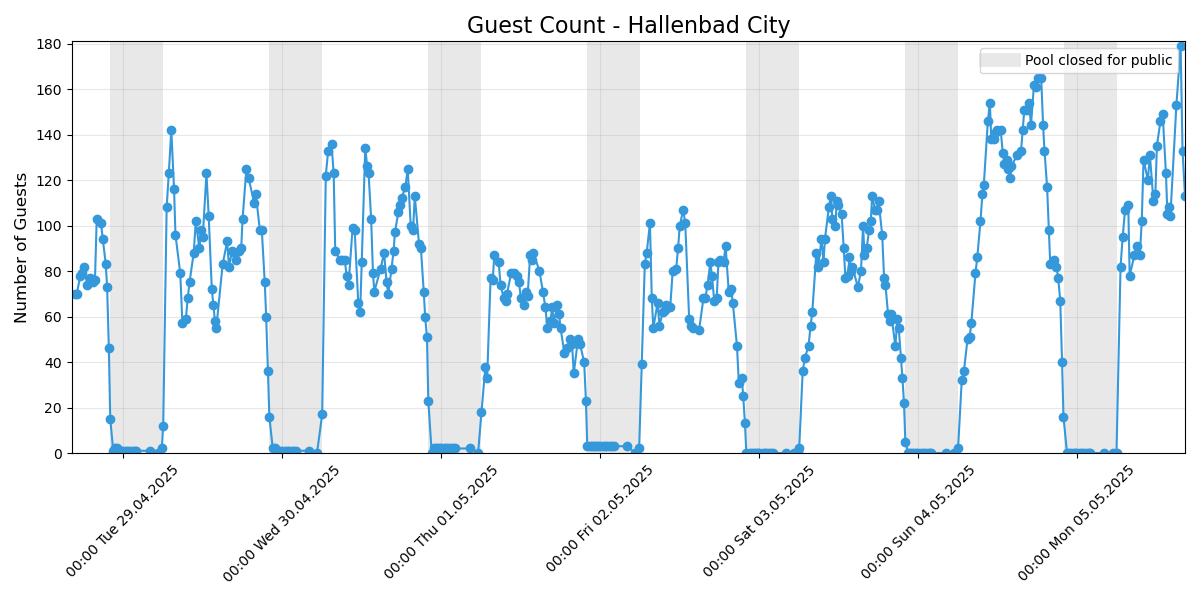 Guest Count - Hallenbad City
Pool closed for public
Number of Guests
180
160
140
120
100
80
60
40
20
0
00:00 Tue 29.04.2025
00:00 Wed 30.04.2025
00:00 Thu 01.05.2025
00:00 Fri 02.05.2025
00:00 Sat 03.05.2025
00:00 Sun 04.05.2025
00:00 Mon 05.05.2025